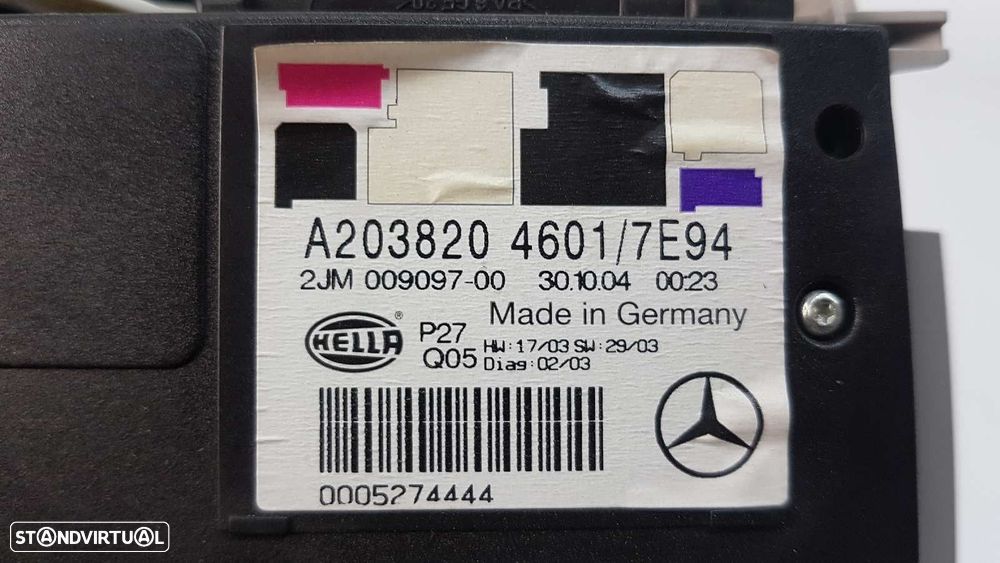 A203820 4601/7E94
2JM 009097-00 30.10.04 00:23
Made in Germany
HELLA ®
P27
Q05
HW:17/03 SW:29/03
Diag:02/03
0005274444
STANDVIRTUAL